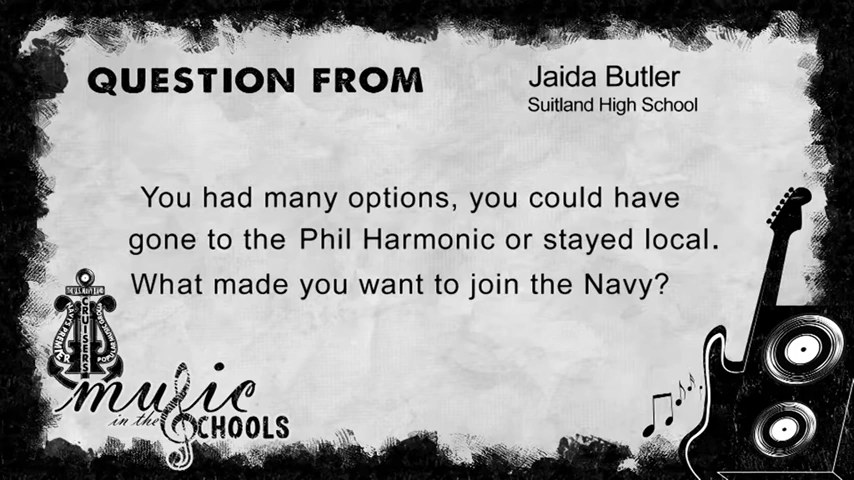 QUESTION FROM
Jaida Butler
Suitland High School
You had many options, you could have
gone to the Phil Harmonic or stayed local.
What made you want to join the Navy?
CRUISERS
music
in the
SCHOOLS